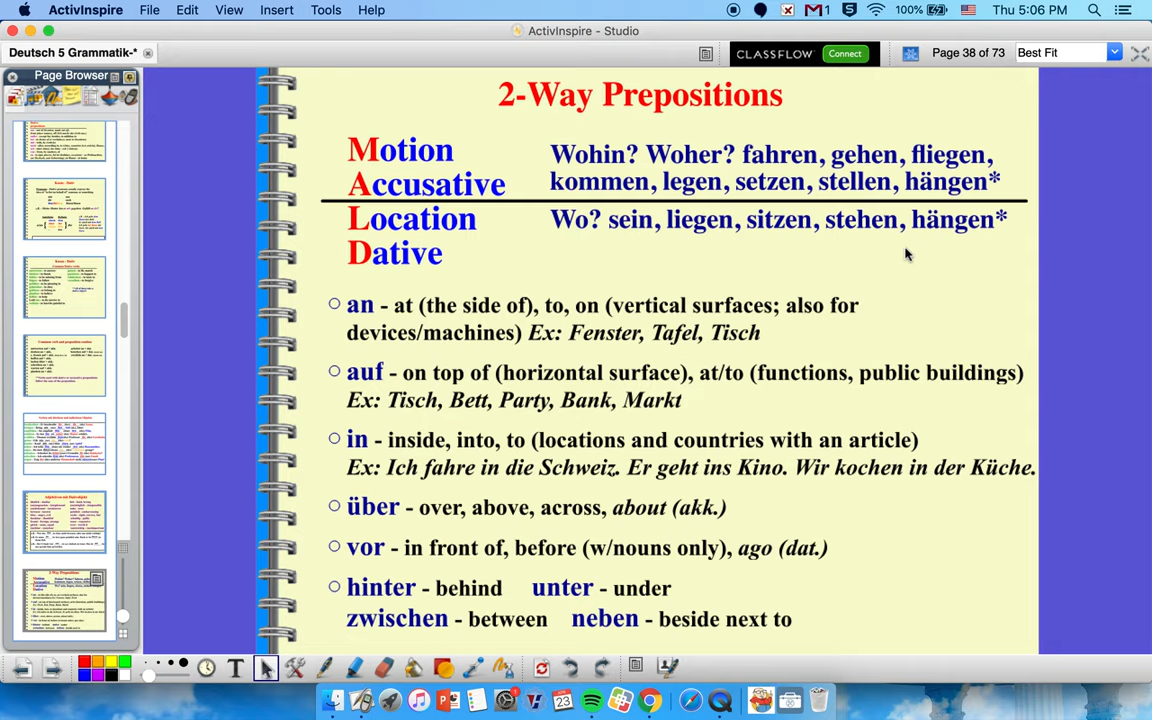 ActivInspire File Edit View Insert Tools Help 1 100% Thu 5:06 PM
ActivInspire - Studio
Deutsch 5 Grammatik-* CLASSFLOW Connect Page 38 of 73 Best Fit
Page Browser
2-Way Prepositions
Motion Wohin? Woher? fahren, gehen, fliegen,
Accusative kommen, legen, setzen, stellen, hängen*
Location Wo? sein, liegen, sitzen, stehen, hängen*
Dative
an - at (the side of), to, on (vertical surfaces; also for
devices/machines) Ex: Fenster, Tafel, Tisch
auf - on top of (horizontal surface), at/to (functions, public buildings)
Ex: Tisch, Bett, Party, Bank, Markt
in - inside, into, to (locations and countries with an article)
Ex: Ich fahre in die Schweiz. Er geht ins Kino. Wir kochen in der Küche.
über - over, above, across, about (akk.)
vor - in front of, before (w/nouns only), ago (dat.)
hinter - behind unter - under
zwischen - between neben - beside next to
T
23